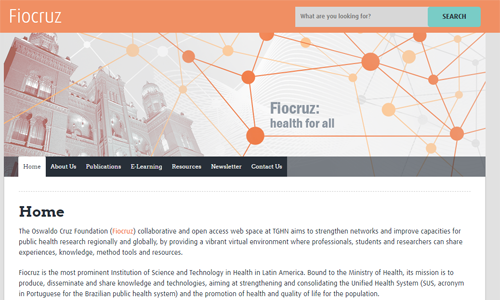 Fiocruz
What are you looking for?
SEARCH
Fiocruz:
health for all
Home About Us Publications E-Learning Resources Newsletter Contact Us
Home
The Oswaldo Cruz Foundation (Fiocruz) collaborative and open access web space at TGHN aims to strengthen networks and improve capacities for
public health research regionally and globally, by providing a vibrant virtual environment where professionals, students and researchers can share
experiences, knowledge, method tools and resources.
Fiocruz is the most prominent Institution of Science and Technology in Health in Latin America. Bound to the Ministry of Health, its mission is to
produce, disseminate and share knowledge and technologies, aiming at strengthening and consolidating the Unified Health System (SUS, acronym
in Portuguese for the Brazilian public health system) and the promotion of health and quality of life for the population.